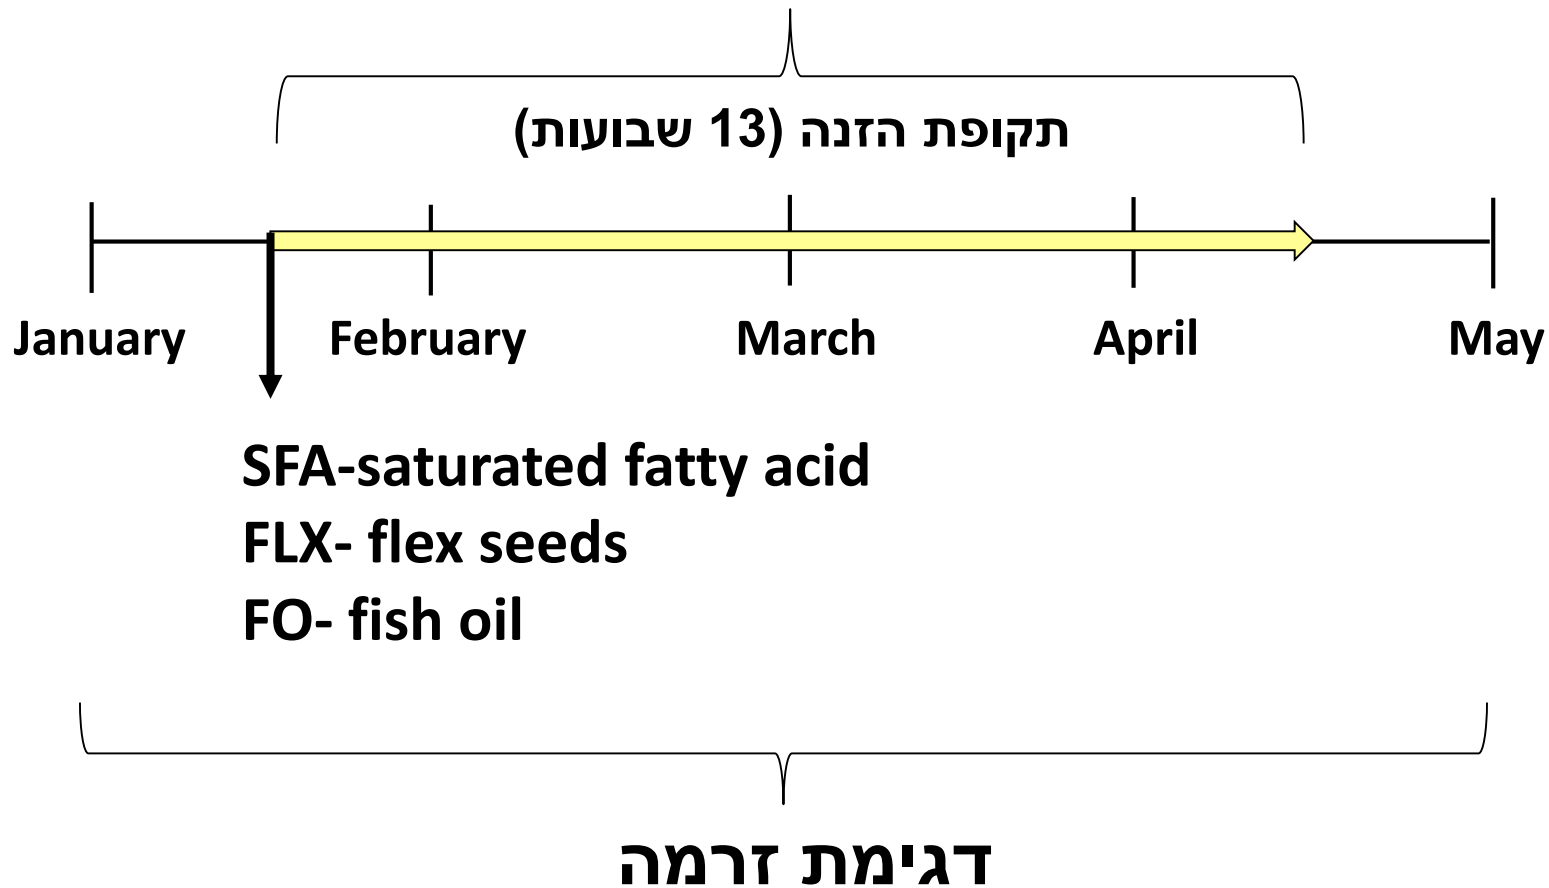 תקופת הזנה (13 שבועות)
January February March April May
SFA-saturated fatty acid
FLX- flex seeds
FO- fish oil
דגימת זרמה